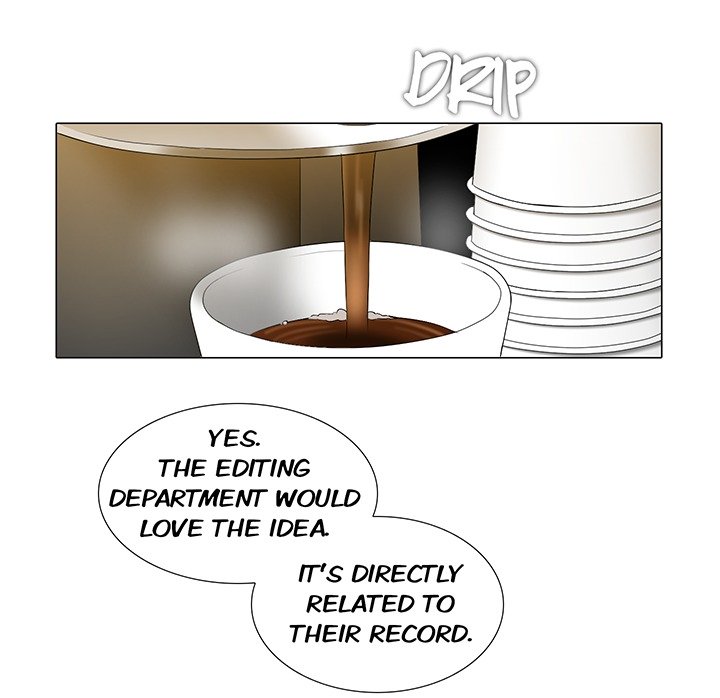 DRIP
YES.
THE EDITING
DEPARTMENT WOULD
LOVE THE IDEA.
IT'S DIRECTLY
RELATED TO
THEIR RECORD.